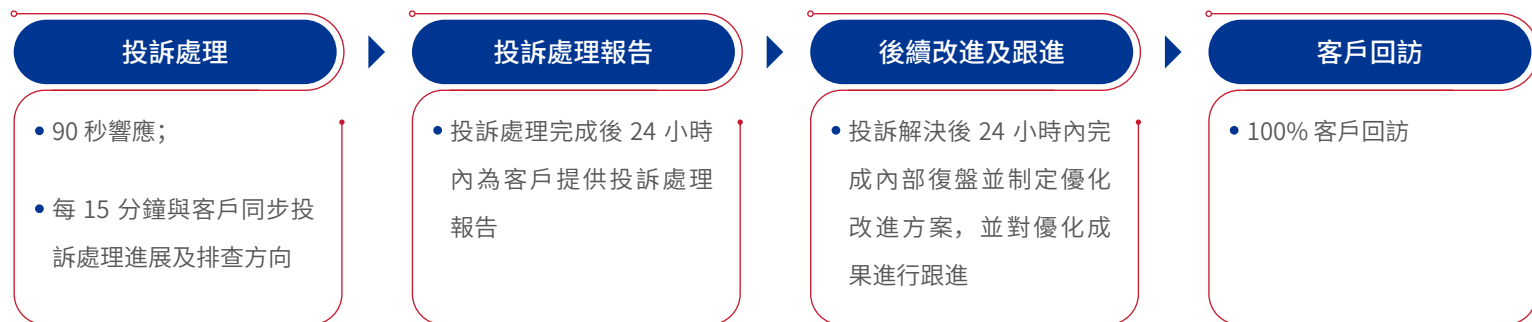 投訴處理
90 秒響應；
每 15 分鐘與客戶同步投
訴處理進展及排查方向
投訴處理報告
投訴處理完成後 24 小時
內為客戶提供投訴處理
報告
後續改進及跟進
投訴解決後 24 小時內完
成內部復盤並制定優化
改進方案，並對優化成
果進行跟進
客戶回訪
100% 客戶回訪